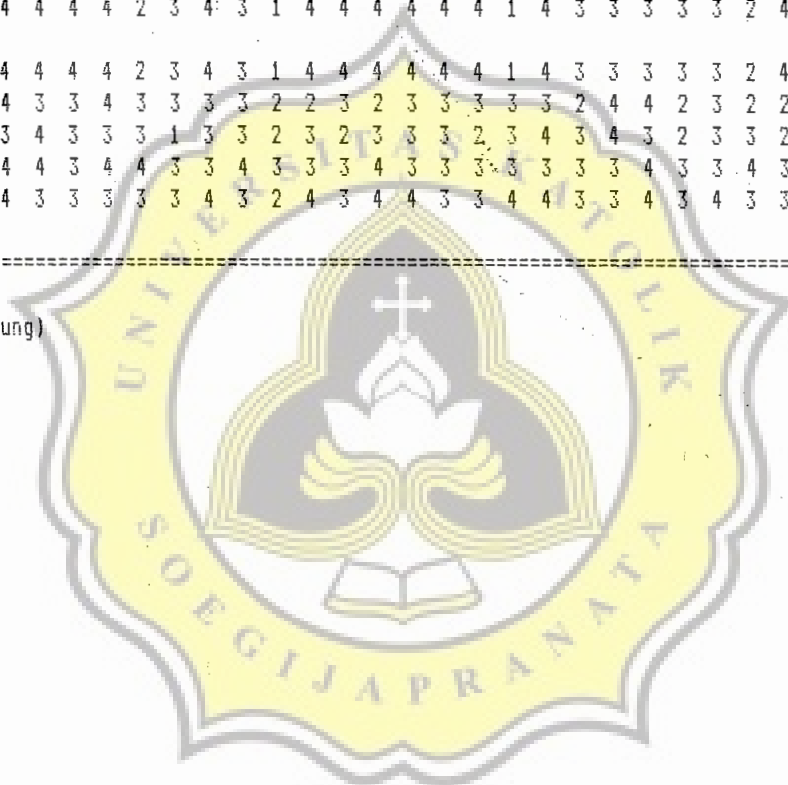 4 4 4 4 2 3 4 3 1 4 4 4 4 4 4 1 4 3 3 3 3 3 2 4
4 4 4 4 2 3 4 3 1 4 4 4 4 4 4 1 4 3 3 3 3 3 2 4
4 3 3 4 3 3 3 3 2 2 3 2 3 3 3 3 3 2 4 4 2 3 2 2
3 4 3 3 3 1 3 3 2 3 2 3 3 3 2 3 4 3 4 3 2 3 3 2
4 4 3 4 4 3 3 4 3 3 3 4 3 3 3 3 3 3 3 4 3 3 4 3
4 3 3 3 3 3 4 3 2 4 3 4 4 3 3 4 4 3 3 4 3 4 3 3
ung)
UNIVERSITAS KATOLIK
SOEGIJAPRANATA